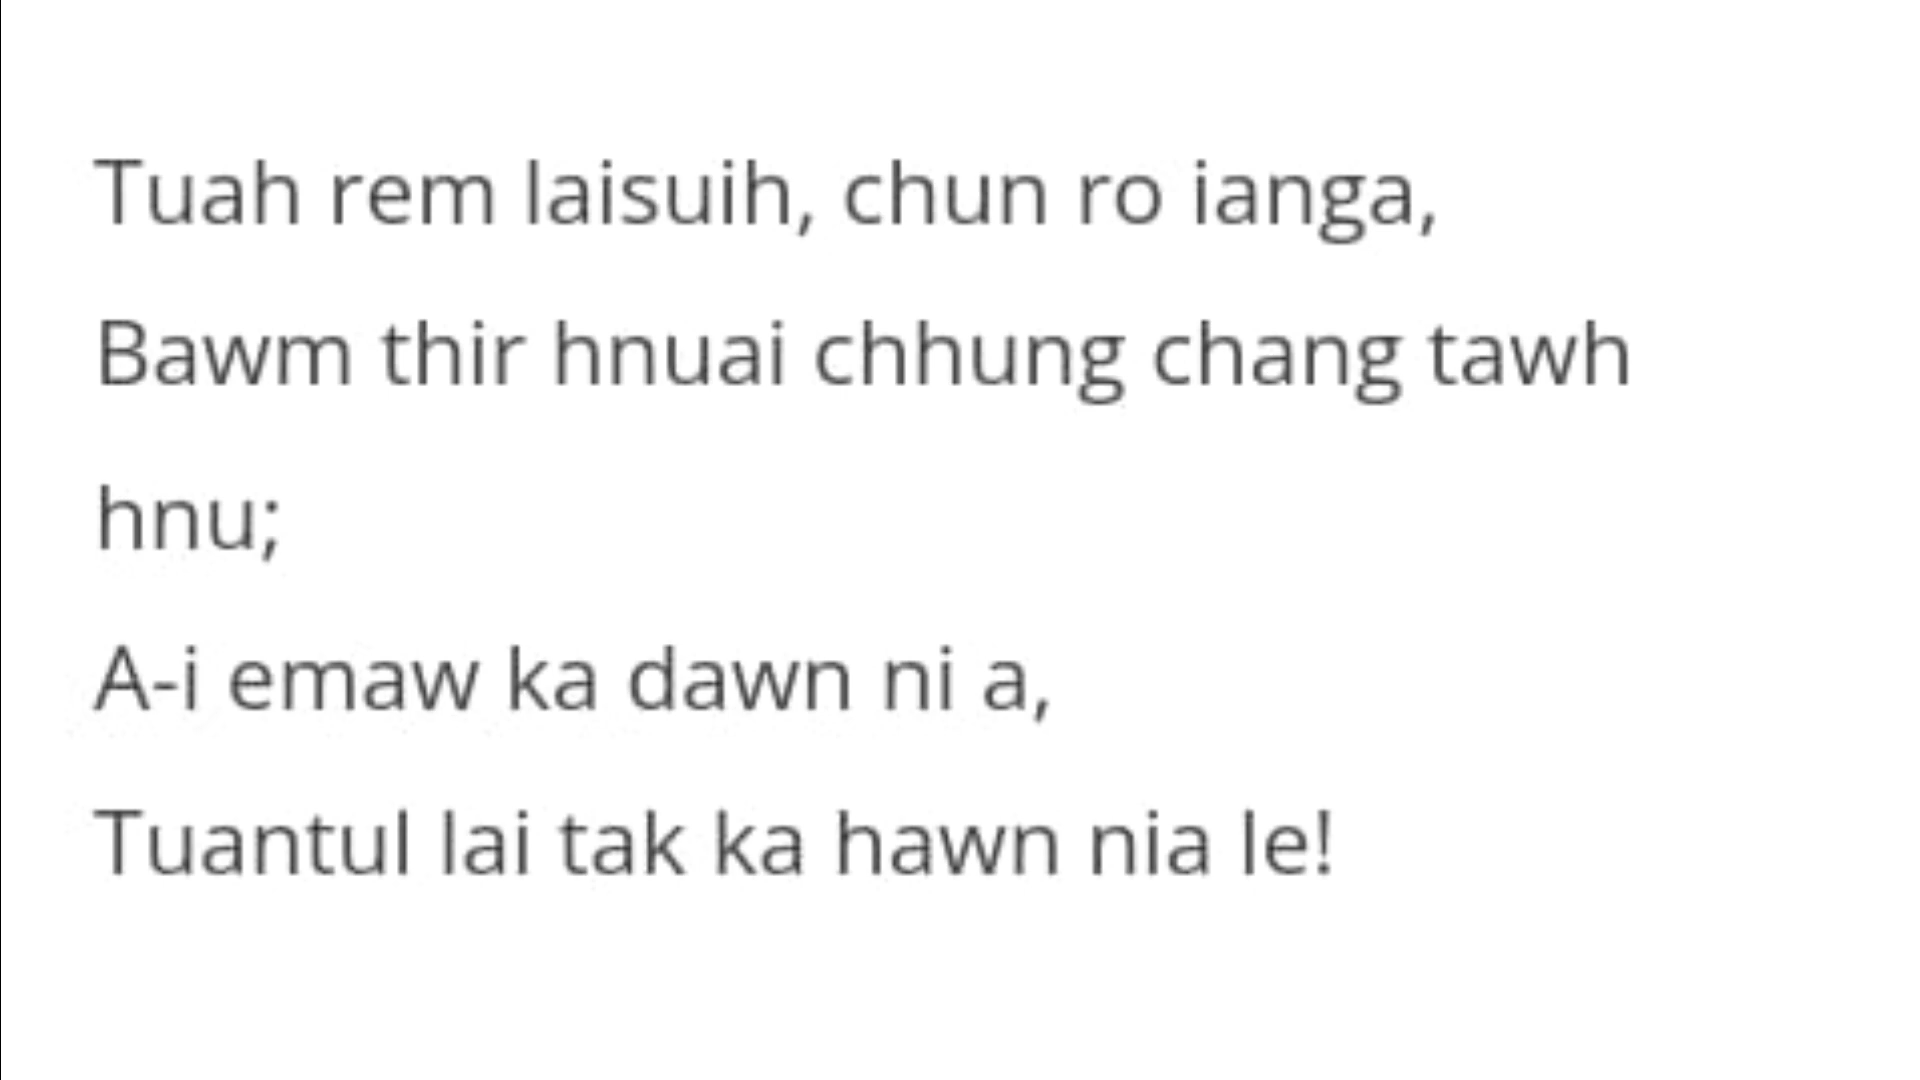 Tuah rem laisuih, chun ro ianga,
Bawm thir hnuai chhung chang tawh
hnu;
A-i emaw ka dawn ni a,
Tuantul lai tak ka hawn nia le!